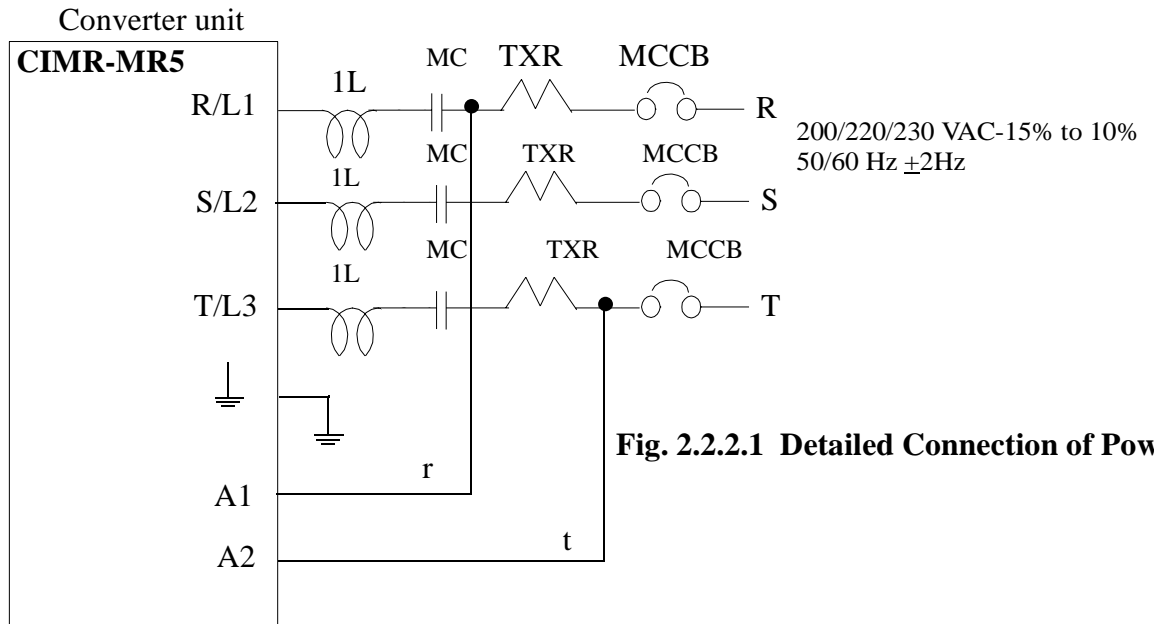 Converter unit
CIMR-MR5
1L
MC
TXR
MCCB
R/L1
R
200/220/230 VAC-15% to 10%
50/60 Hz ±2Hz
1L
MC
TXR
MCCB
S/L2
S
1L
MC
TXR
MCCB
T/L3
T
Fig. 2.2.2.1 Detailed Connection of Pow
r
A1
t
A2